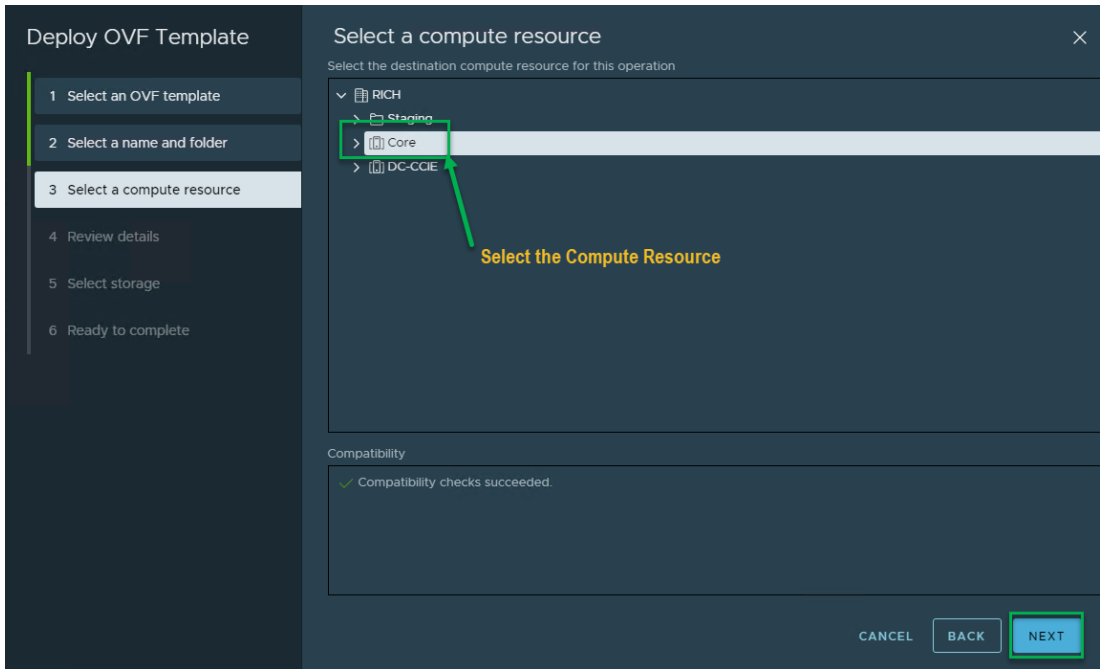 Deploy OVF Template
1 Select an OVF template
2 Select a name and folder
3 Select a compute resource
4 Review details
5 Select storage
6 Ready to complete
Select a compute resource
Select the destination compute resource for this operation
RICH
Staging
Core
DC-CCIE
Select the Compute Resource
Compatibility
Compatibility checks succeeded.
CANCEL
BACK
NEXT